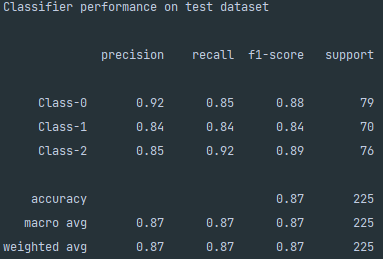 Classifier performance on test dataset
precision recall f1-score support
Class-0 0.92 0.85 0.88 79
Class-1 0.84 0.84 0.84 70
Class-2 0.85 0.92 0.89 76
accuracy 0.87 225
macro avg 0.87 0.87 0.87 225
weighted avg 0.87 0.87 0.87 225